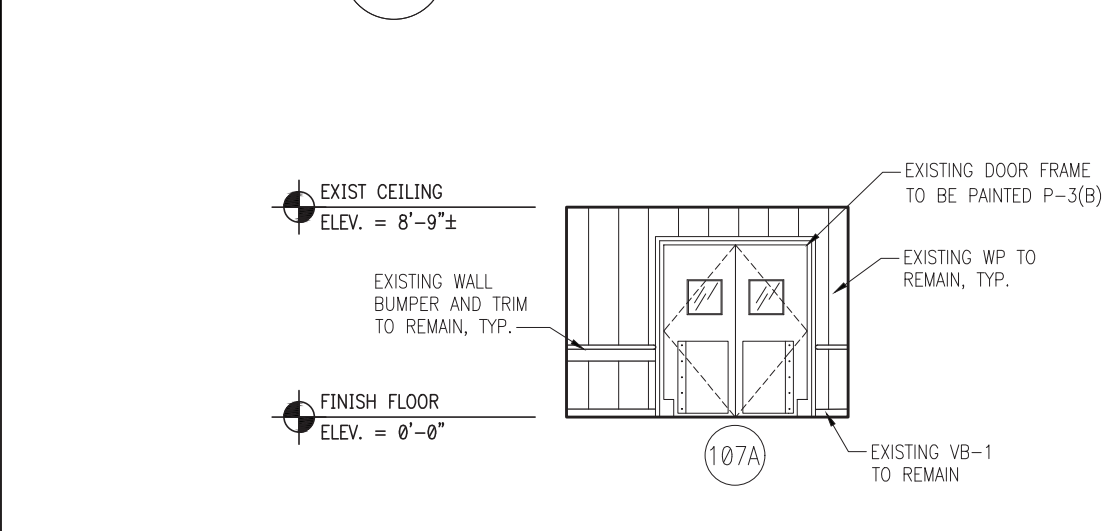 EXIST CEILING
ELEV. = 8'-9"±
EXISTING DOOR FRAME
TO BE PAINTED P-3(B)
EXISTING WP TO
REMAIN, TYP.
EXISTING WALL
BUMPER AND TRIM
TO REMAIN, TYP.
FINISH FLOOR
ELEV. = 0'-0"
107A
EXISTING VB-1
TO REMAIN